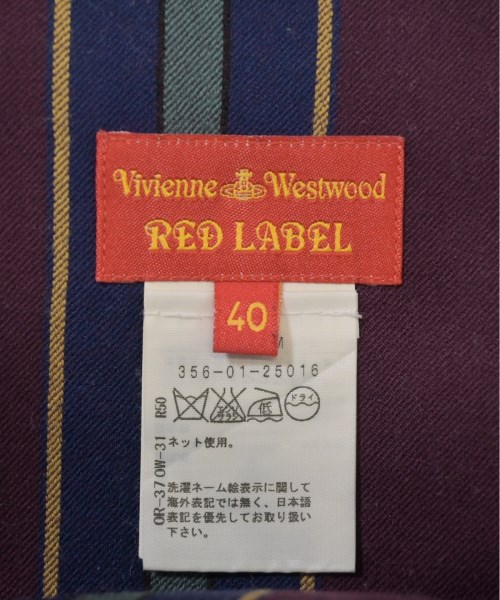 Vivienne Westwood
RED LABEL
40
M
356-01-25016
低
ドライ
ネット使用。
洗濯ネーム絵表示に関して
海外表記では無く、日本語
表記を優先してお取り扱い
下さい。
OR-37 OW-31 R50